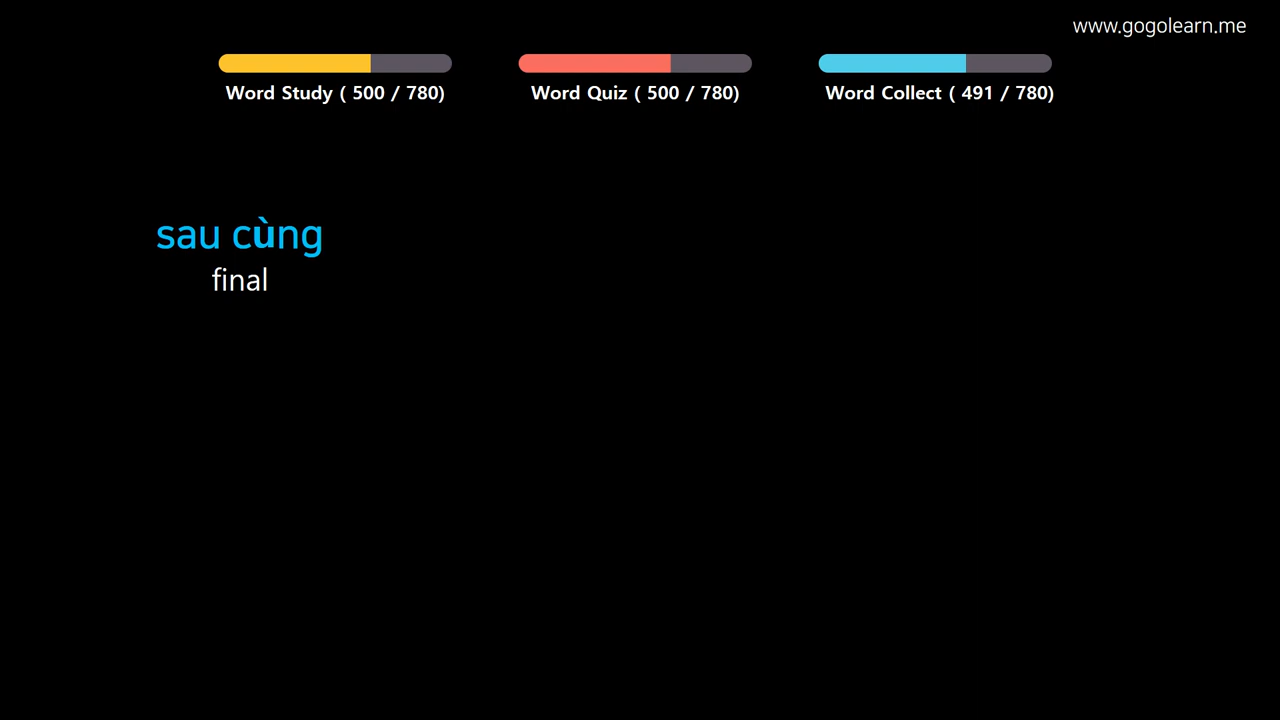 www.gogolearn.me
Word Study ( 500 / 780)
Word Quiz ( 500 / 780)
Word Collect ( 491 / 780)
sau cùng
final